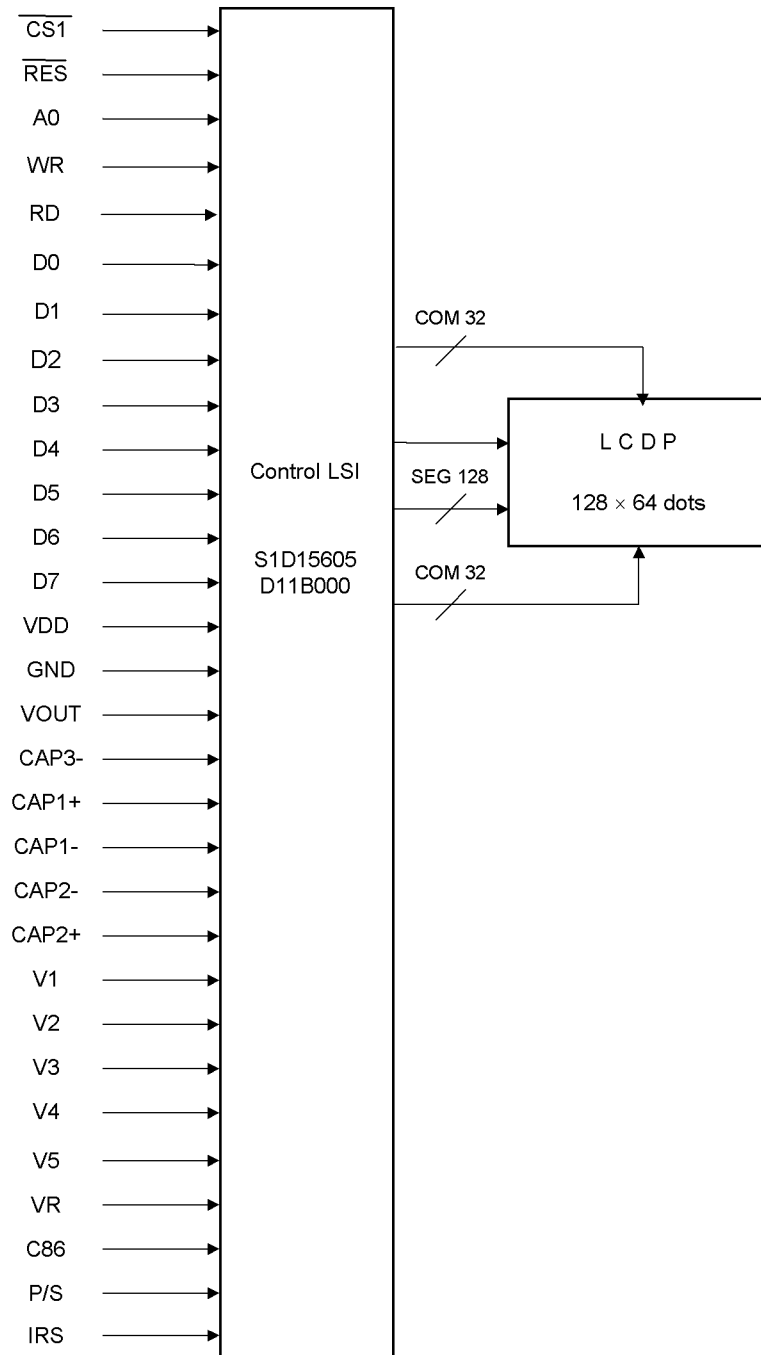 C̅S̅1̅
R̅E̅S̅
A0
WR
RD
D0
D1
D2
D3
D4
D5
D6
D7
VDD
GND
VOUT
CAP3-
CAP1+
CAP1-
CAP2-
CAP2+
V1
V2
V3
V4
V5
VR
C86
P/S
IRS
Control LSI
S1D15605
D11B000
COM 32
SEG 128
COM 32
L C D P
128 × 64 dots